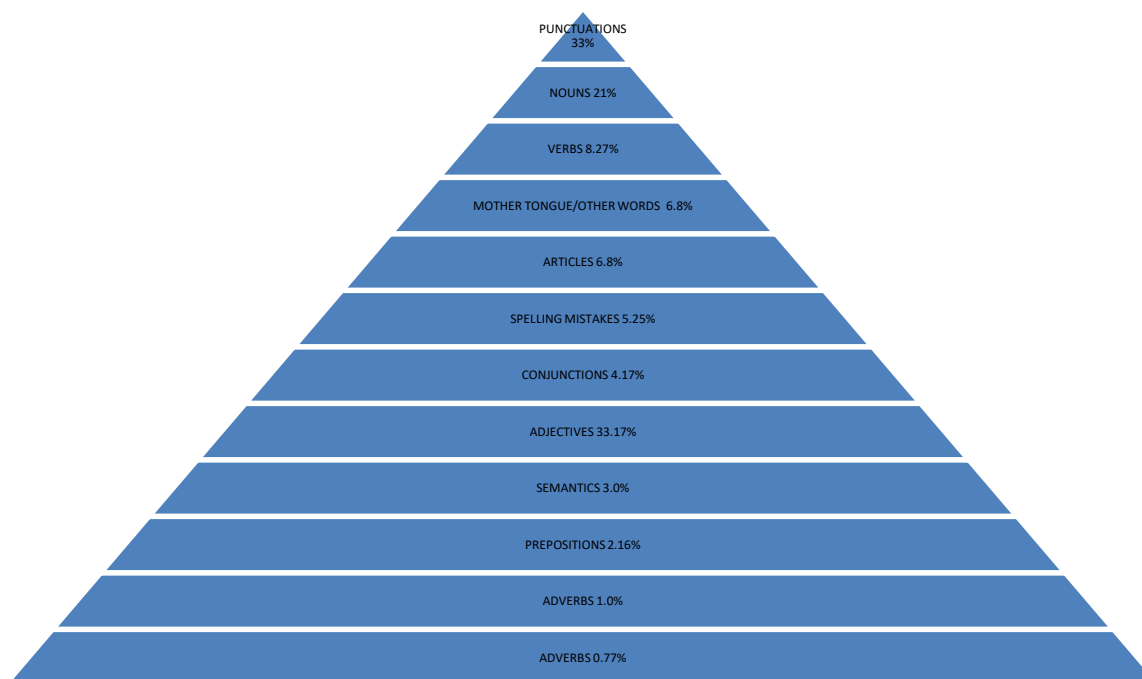 PUNCTUATIONS
33%
NOUNS 21%
VERBS 8.27%
MOTHER TONGUE/OTHER WORDS 6.8%
ARTICLES 6.8%
SPELLING MISTAKES 5.25%
CONJUNCTIONS 4.17%
ADJECTIVES 33.17%
SEMANTICS 3.0%
PREPOSITIONS 2.16%
ADVERBS 1.0%
ADVERBS 0.77%